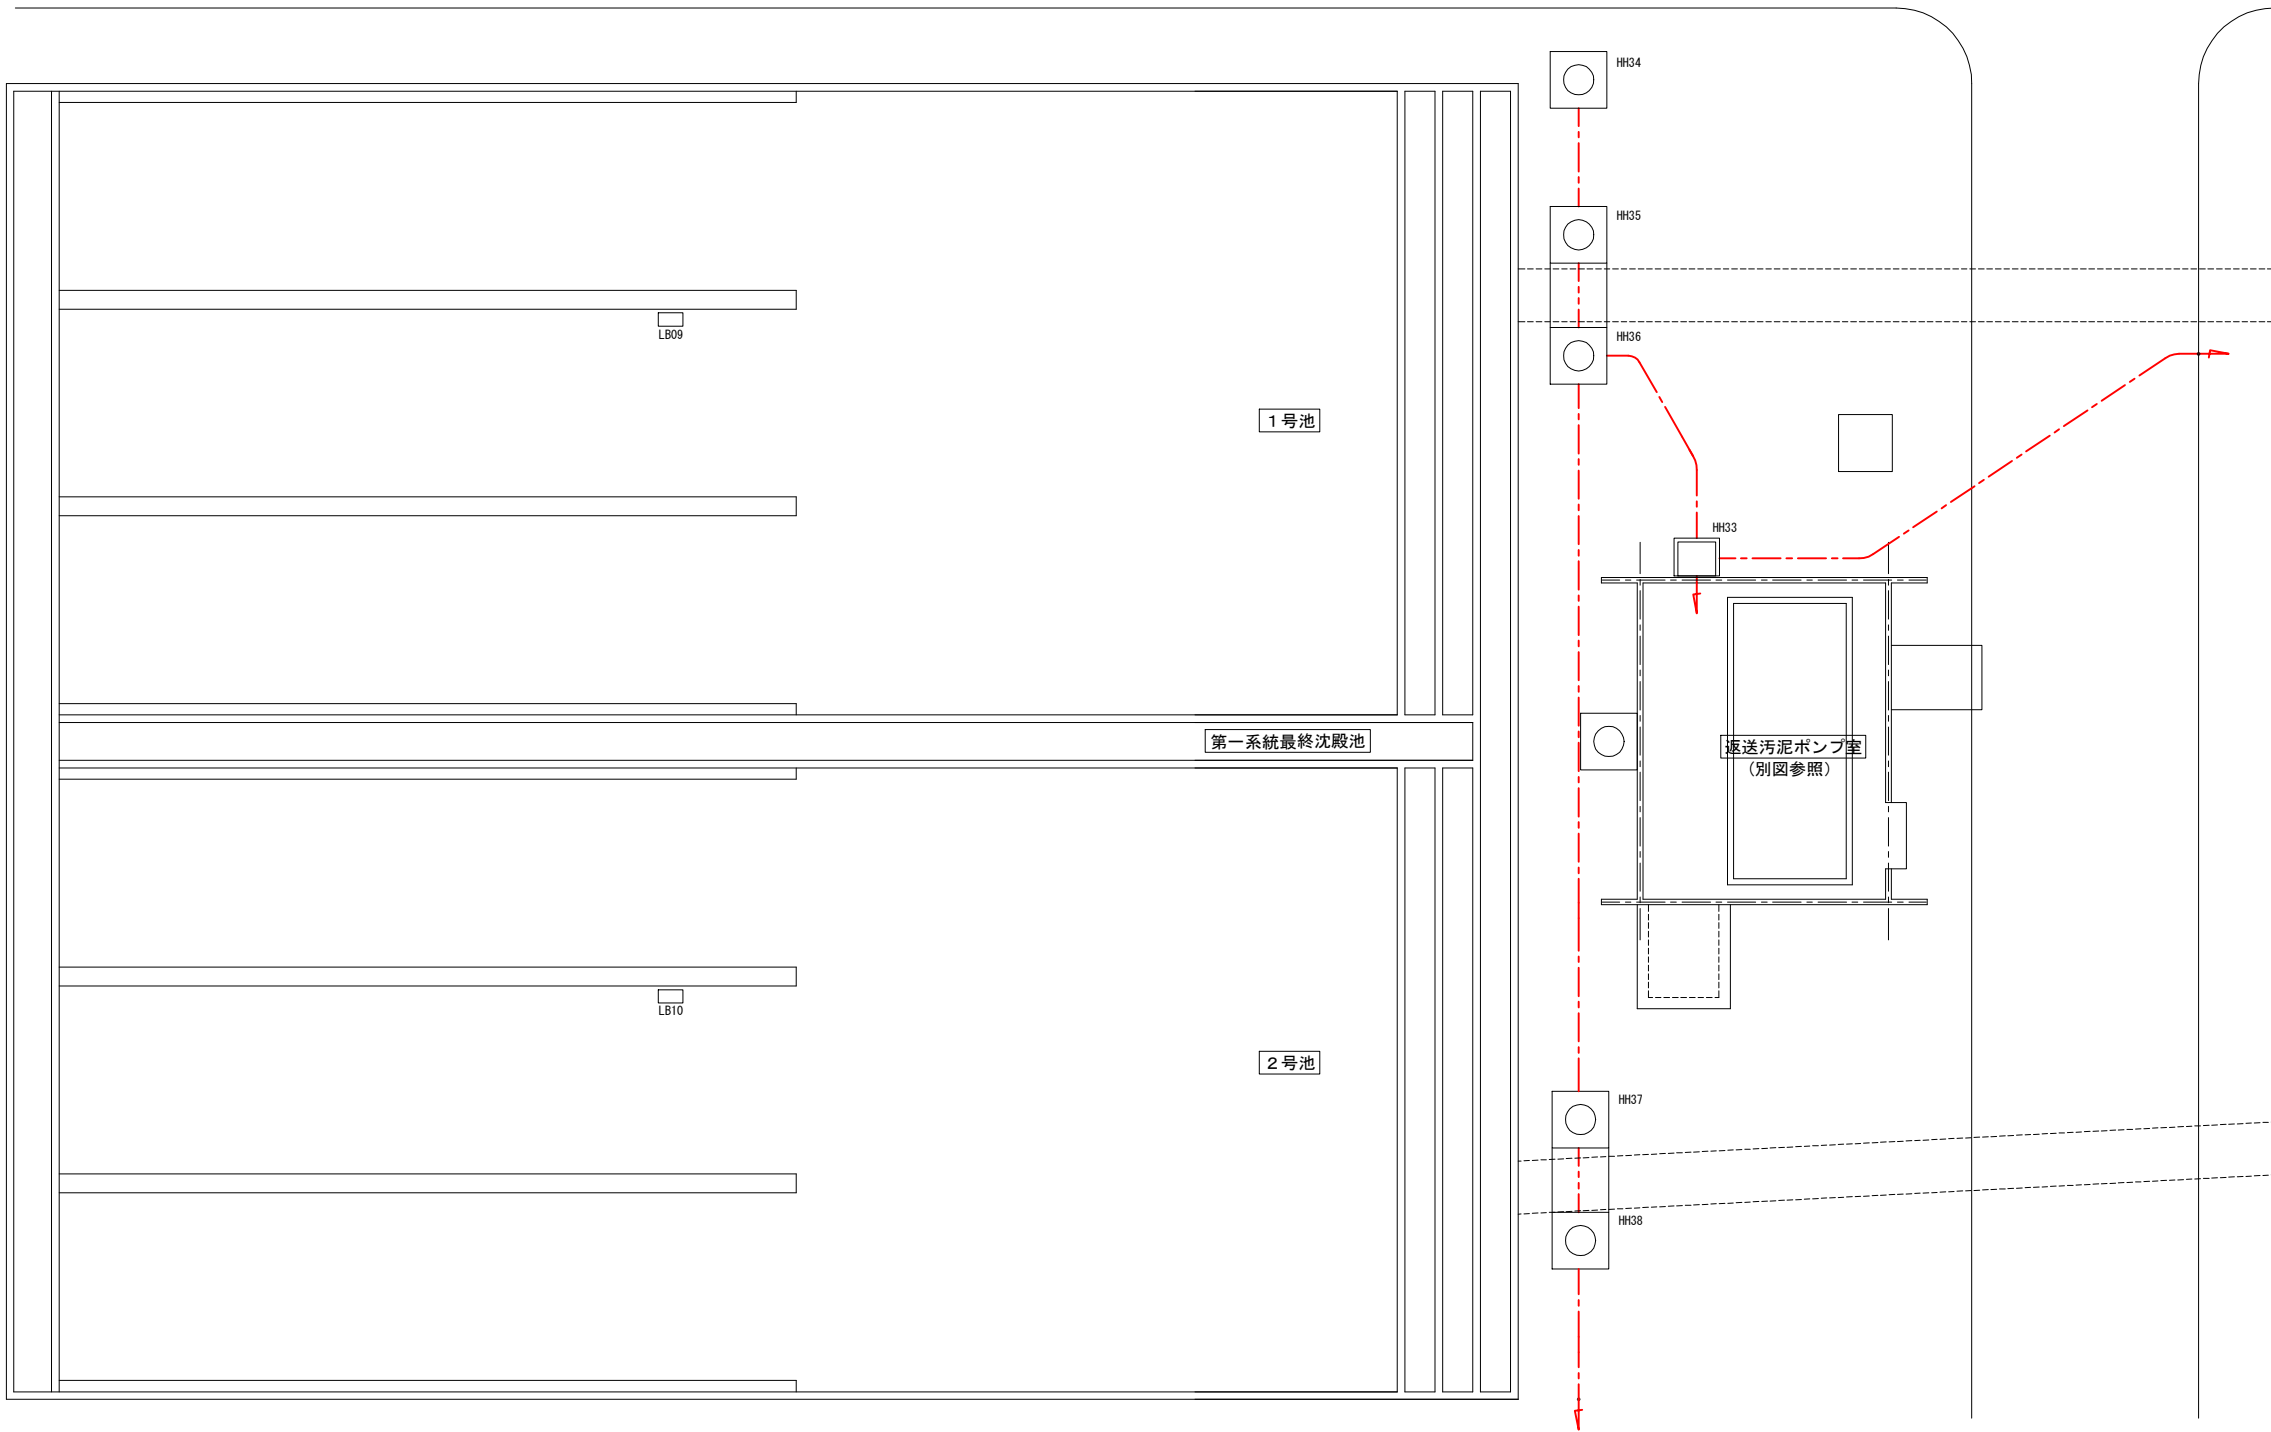 HH34
HH35
LB09
HH36
１号池
HH33
第一系統最終沈殿池
返送汚泥ポンプ室
（別図参照）
LB10
２号池
HH37
HH38